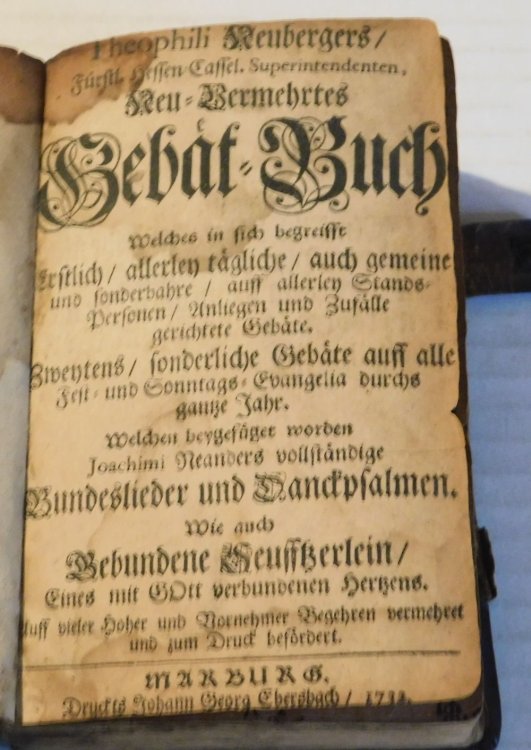 Theophili Neubergers /
Fürstl. Hessen-Cassel. Superintendenten,
Neu-Vermehrtes
Gebät-Buch
Welches in sich begreifft
Erstlich / allerley tägliche / auch gemeine
und sonderbahre / auff allerley Stands-
Personen / Anliegen und Zufälle
gerichtete Gebäte.
Zweytens / sonderliche Gebäte auff alle
Fest- und Sonntags-Evangelia durchs
gantze Jahr.
Welchen beygefüget worden
Joachimi Neanders vollständige
Bundeslieder und Danckpsalmen.
Wie auch
Gebundene Seufftzerlein /
Eines mit GOtt verbundenen Hertzens.
Auff vieler Hoher und Vornehmer Begehren vermehret
und zum Druck befördert.
MARBURG.
Druckts Johann Georg Ebersbach /